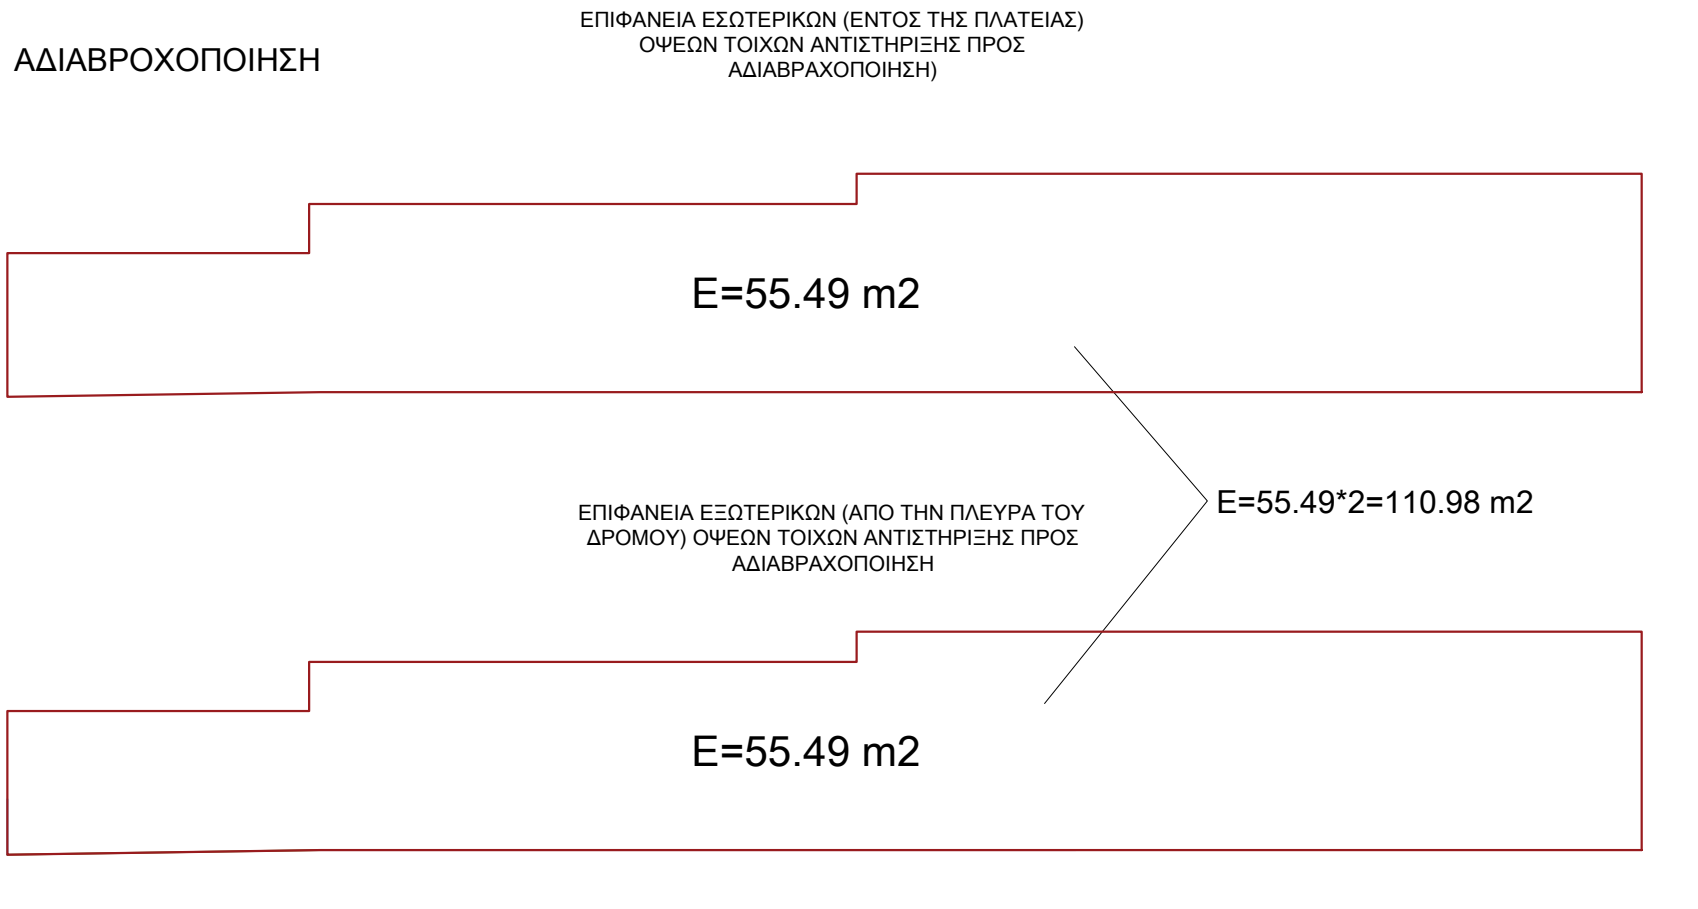 ΕΠΙΦΑΝΕΙΑ ΕΣΩΤΕΡΙΚΩΝ (ΕΝΤΟΣ ΤΗΣ ΠΛΑΤΕΙΑΣ)
ΟΨΕΩΝ ΤΟΙΧΩΝ ΑΝΤΙΣΤΗΡΙΞΗΣ ΠΡΟΣ
ΑΔΙΑΒΡΑΧΟΠΟΙΗΣΗ)
ΑΔΙΑΒΡΟΧΟΠΟΙΗΣΗ
E=55.49 m2
E=55.49*2=110.98 m2
ΕΠΙΦΑΝΕΙΑ ΕΞΩΤΕΡΙΚΩΝ (ΑΠΟ ΤΗΝ ΠΛΕΥΡΑ ΤΟΥ
ΔΡΟΜΟΥ) ΟΨΕΩΝ ΤΟΙΧΩΝ ΑΝΤΙΣΤΗΡΙΞΗΣ ΠΡΟΣ
ΑΔΙΑΒΡΑΧΟΠΟΙΗΣΗ
E=55.49 m2